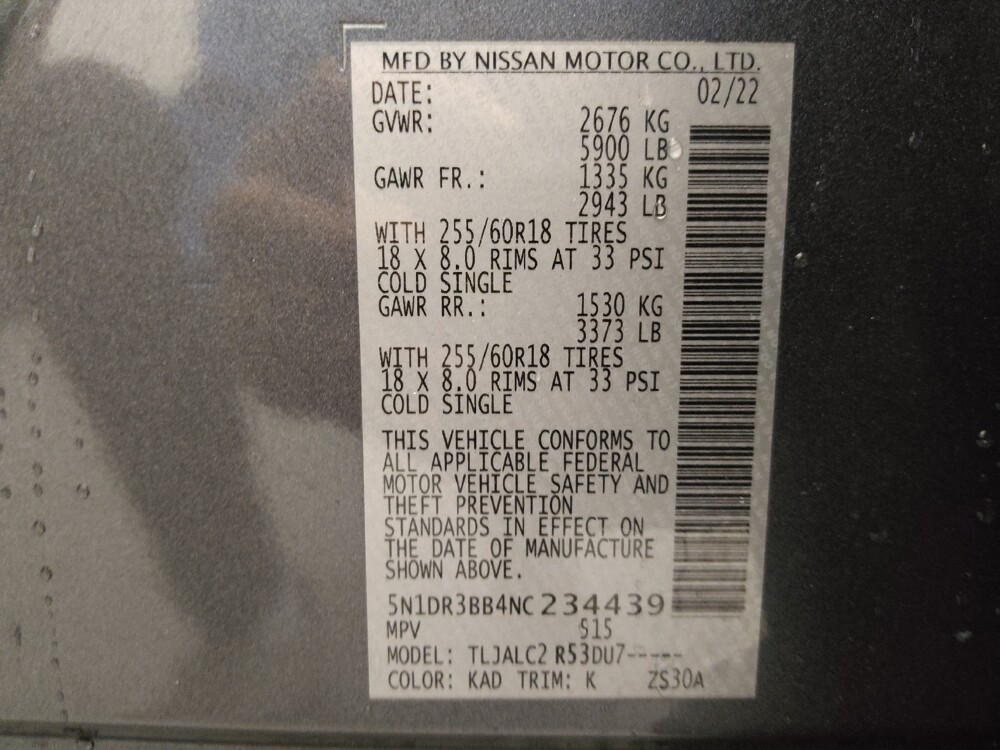 MFD BY NISSAN MOTOR CO., LTD.
DATE: 02/22
GVWR: 2676 KG
5900 LB
GAWR FR.: 1335 KG
2943 LB
WITH 255/60R18 TIRES
18 X 8.0 RIMS AT 33 PSI
COLD SINGLE
GAWR RR.: 1530 KG
3373 LB
WITH 255/60R18 TIRES
18 X 8.0 RIMS AT 33 PSI
COLD SINGLE
THIS VEHICLE CONFORMS TO
ALL APPLICABLE FEDERAL
MOTOR VEHICLE SAFETY AND
THEFT PREVENTION
STANDARDS IN EFFECT ON
THE DATE OF MANUFACTURE
SHOWN ABOVE.
5N1DR3BB4NC234439
MPV S15
MODEL: TLJALC2 R53DU7-----
COLOR: KAD TRIM: K ZS30A